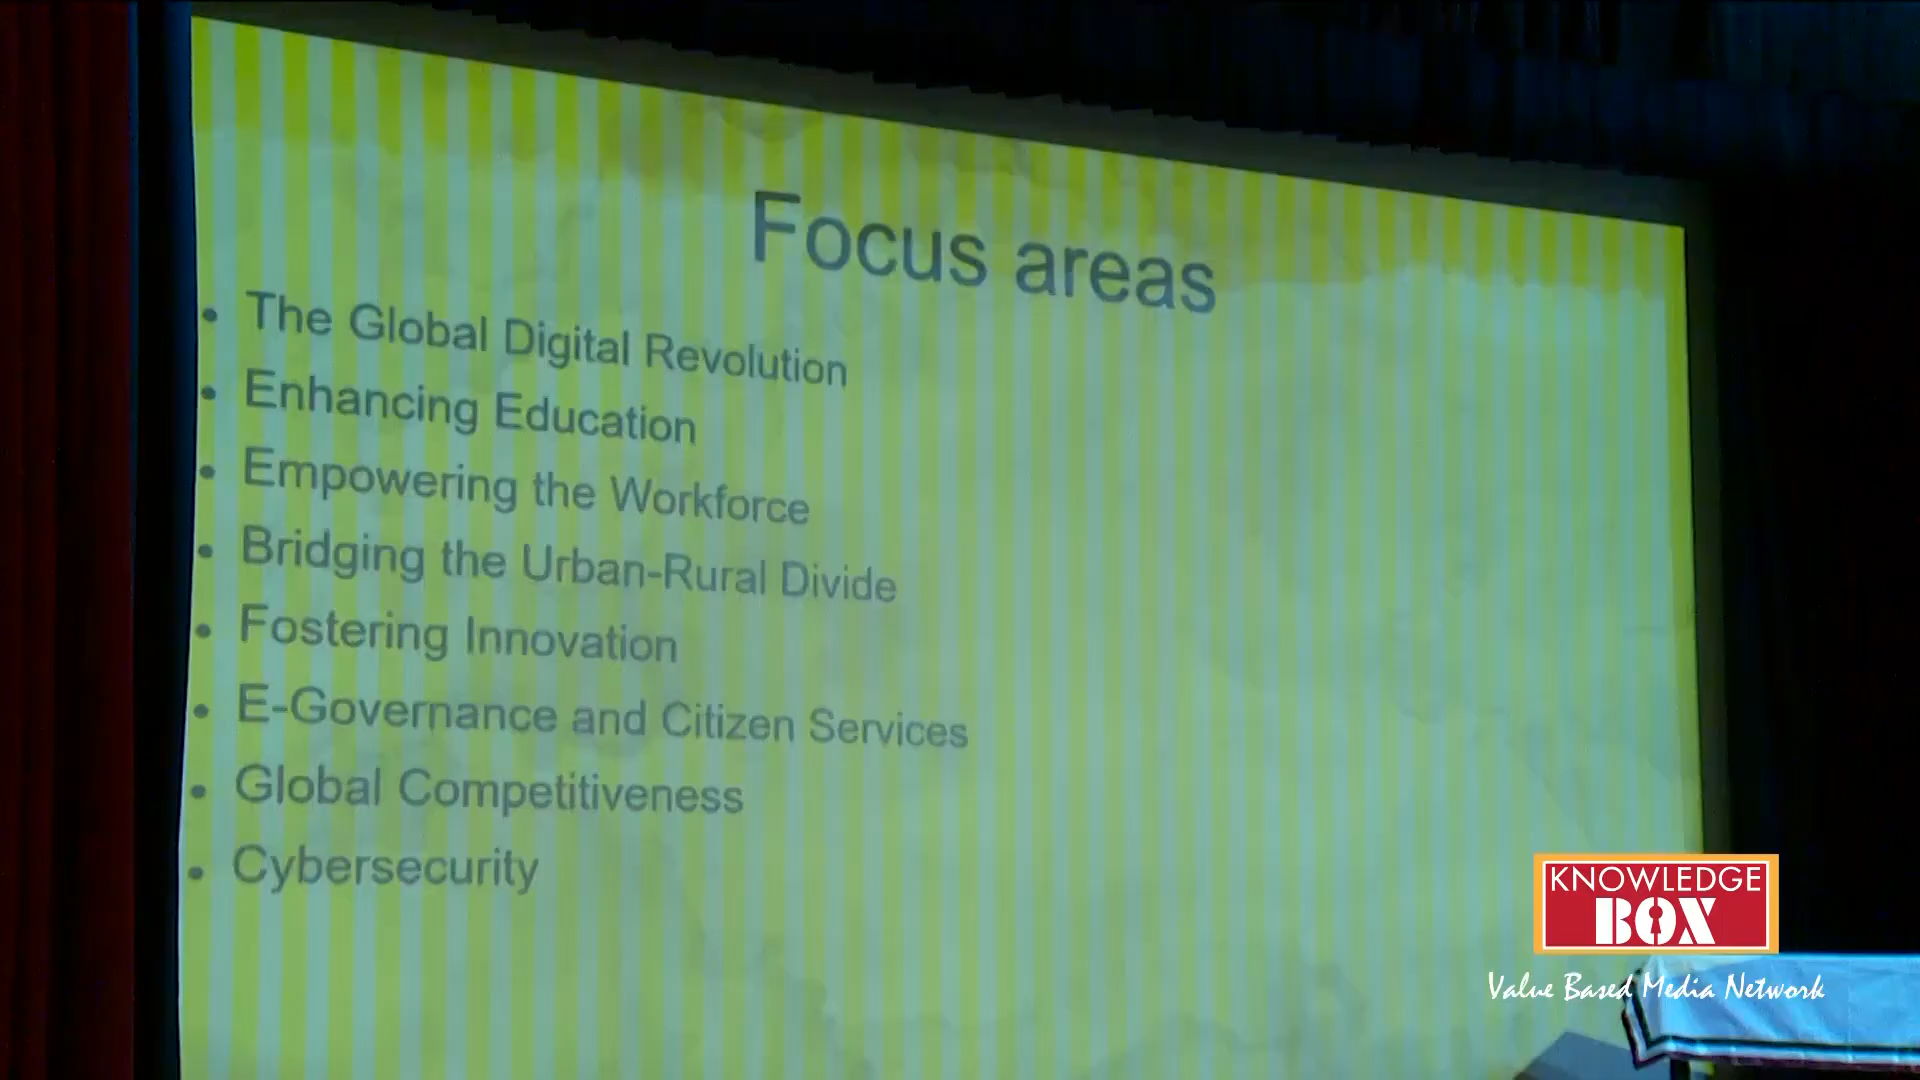 Focus areas
• The Global Digital Revolution
• Enhancing Education
• Empowering the Workforce
• Bridging the Urban-Rural Divide
• Fostering Innovation
• E-Governance and Citizen Services
• Global Competitiveness
• Cybersecurity
KNOWLEDGE
BOX
Value Based Media Network